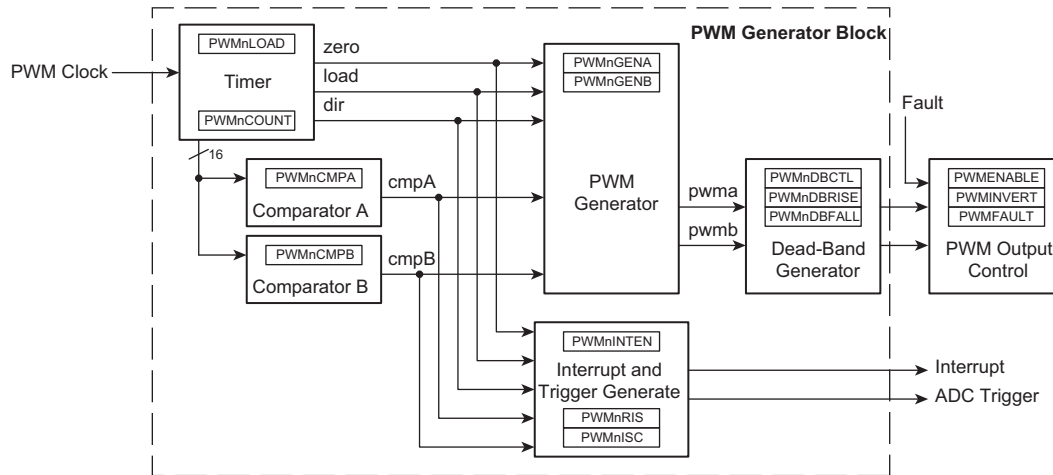 PWM Generator Block
PWM Clock
PWMnLOAD
Timer
PWMnCOUNT
zero
load
dir
16
PWMnCMPA
Comparator A
cmpA
PWMnCMPB
Comparator B
cmpB
PWMnGENA
PWMnGENB
PWM
Generator
pwma
pwmb
PWMnDBCTL
PWMnDBRISE
PWMnDBFALL
Dead-Band
Generator
Fault
PWMENABLE
PWMINVERT
PWMFAULT
PWM Output
Control
PWMnINTEN
Interrupt and
Trigger Generate
PWMnRIS
PWMnISC
Interrupt
ADC Trigger